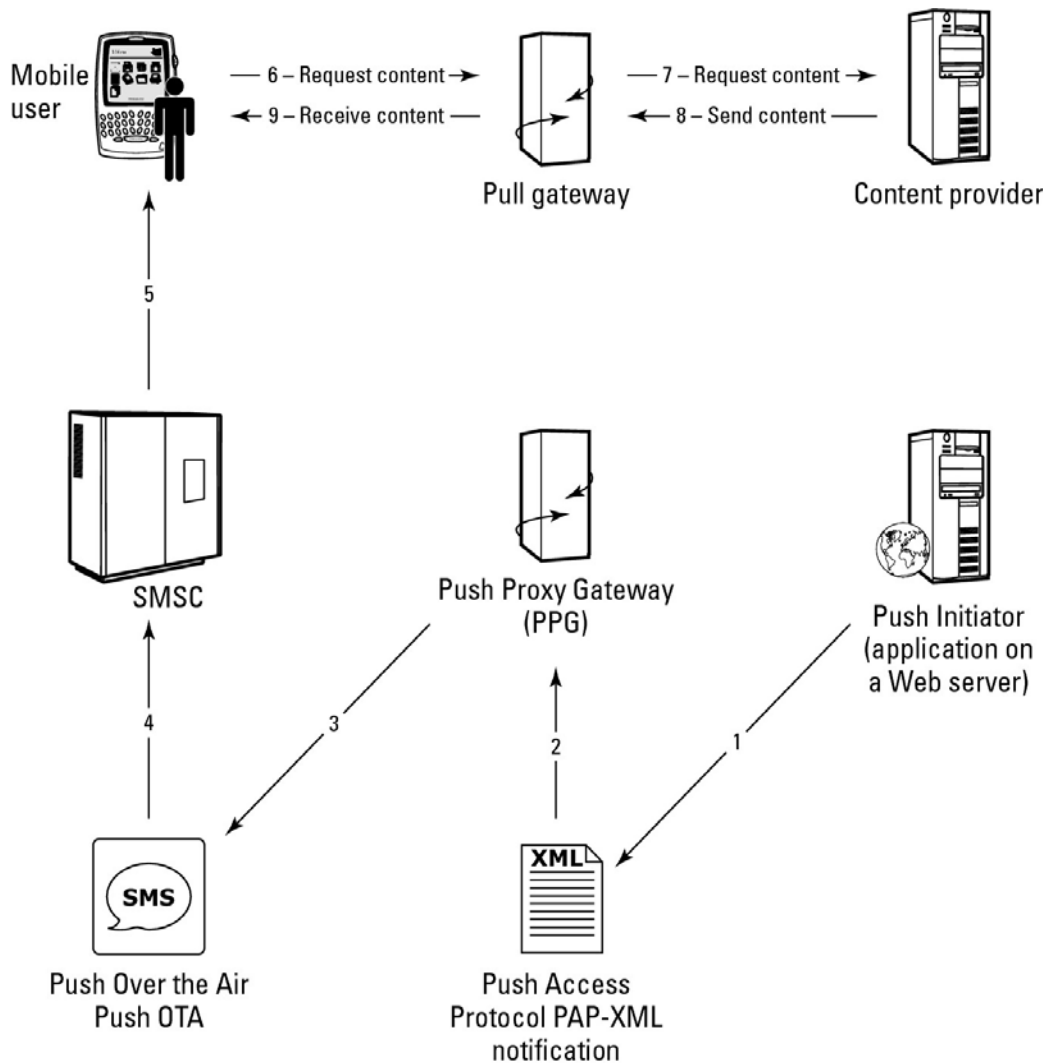 Mobile
user
6 – Request content
9 – Receive content
7 – Request content
8 – Send content
Pull gateway
Content provider
5
SMSC
Push Proxy Gateway
(PPG)
Push Initiator
(application on
a Web server)
4
3
2
1
SMS
XML
Push Over the Air
Push OTA
Push Access
Protocol PAP-XML
notification